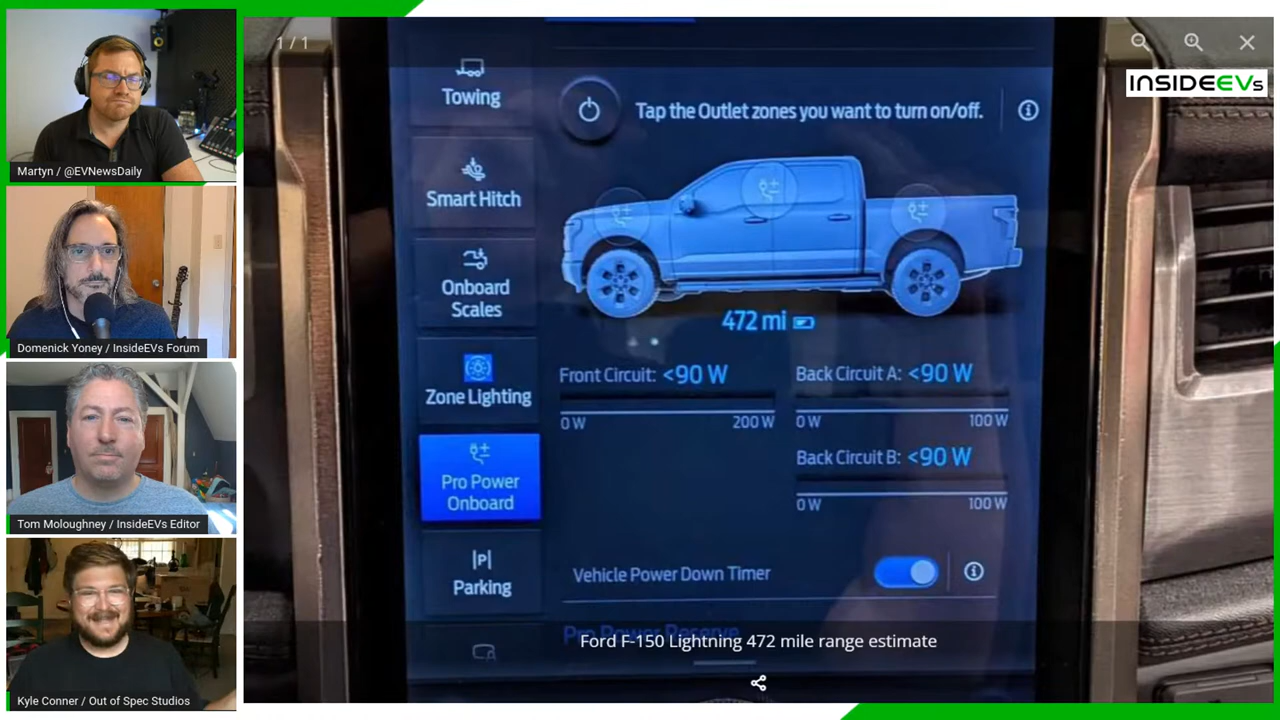 Martyn / @EVNewsDaily
Domenick Yoney / InsideEVs Forum
Tom Moloughney / InsideEVs Editor
Kyle Conner / Out of Spec Studios
1 / 1
INSIDEEVs
Towing
Smart Hitch
Onboard
Scales
Zone Lighting
Pro Power
Onboard
Parking
Tap the Outlet zones you want to turn on/off.
472 mi
Front Circuit: <90 W
0 W 200 W
Back Circuit A: <90 W
0 W 100 W
Back Circuit B: <90 W
0 W 100 W
Vehicle Power Down Timer
Pro Power Reserve
Ford F-150 Lightning 472 mile range estimate